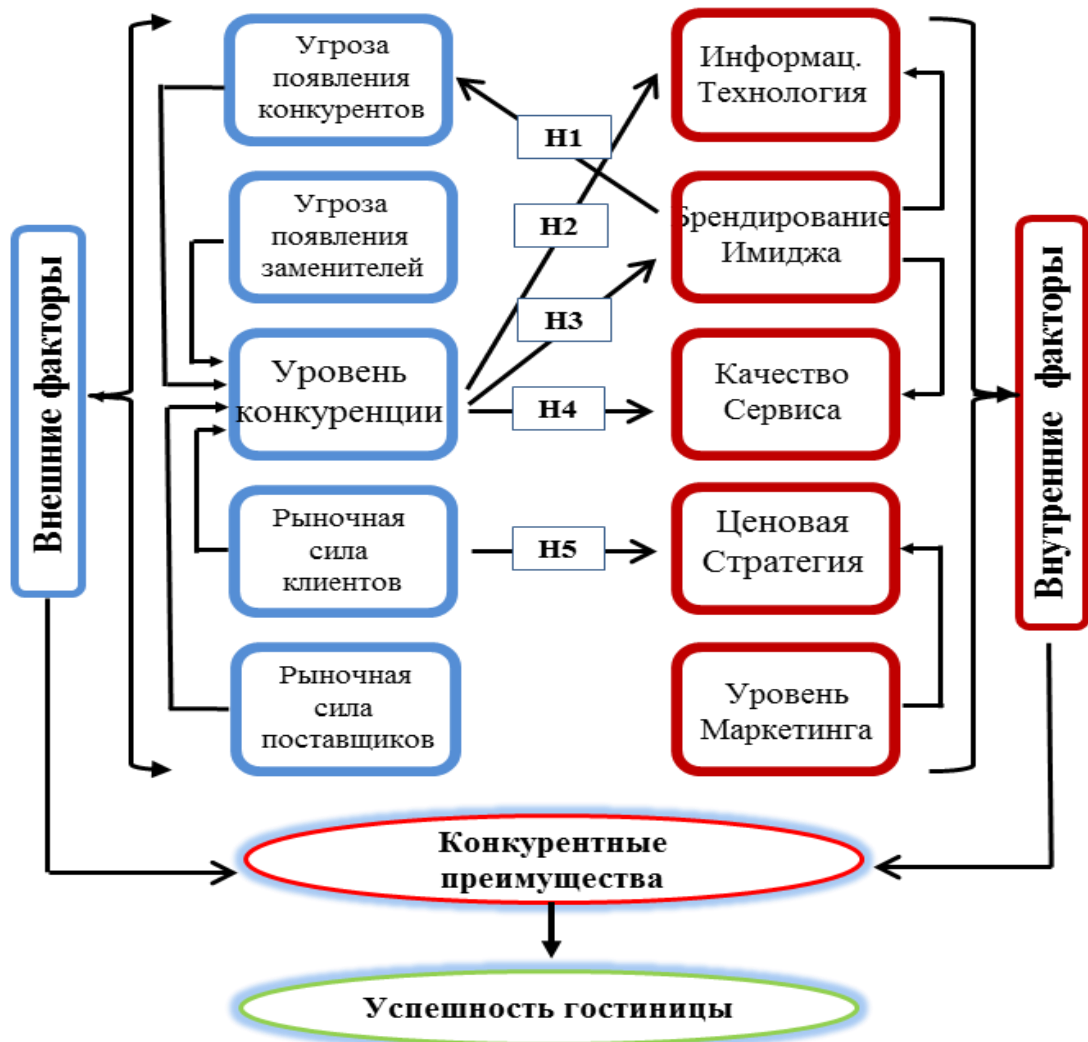 Внешние факторы
Угроза
появления
конкурентов
Угроза
появления
заменителей
Уровень
конкуренции
Рыночная
сила
клиентов
Рыночная
сила
поставщиков
H1
H2
H3
H4
H5
Информац.
Технология
Брендирование
Имиджа
Качество
Сервиса
Ценовая
Стратегия
Уровень
Маркетинга
Внутренние факторы
Конкурентные
преимущества
Успешность гостиницы